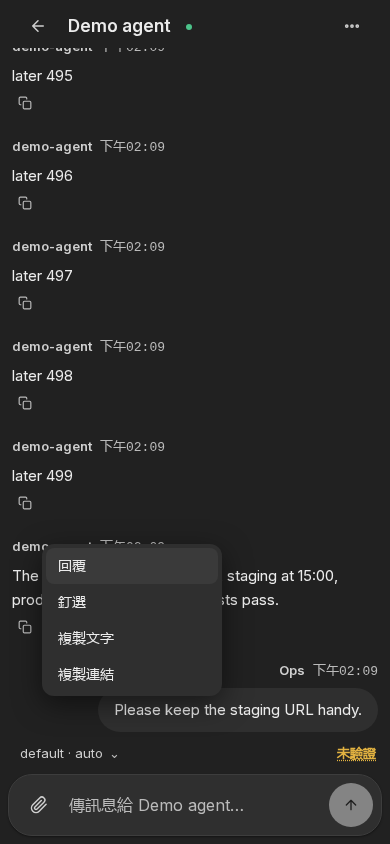 Demo agent
later 495
demo-agent 下午02:09
later 496
demo-agent 下午02:09
later 497
demo-agent 下午02:09
later 498
demo-agent 下午02:09
later 499
The staging at 15:00,
pass.
回覆
釘選
複製文字
複製連結
Ops 下午02:09
Please keep the staging URL handy.
default · auto
未驗證
傳訊息給 Demo agent…